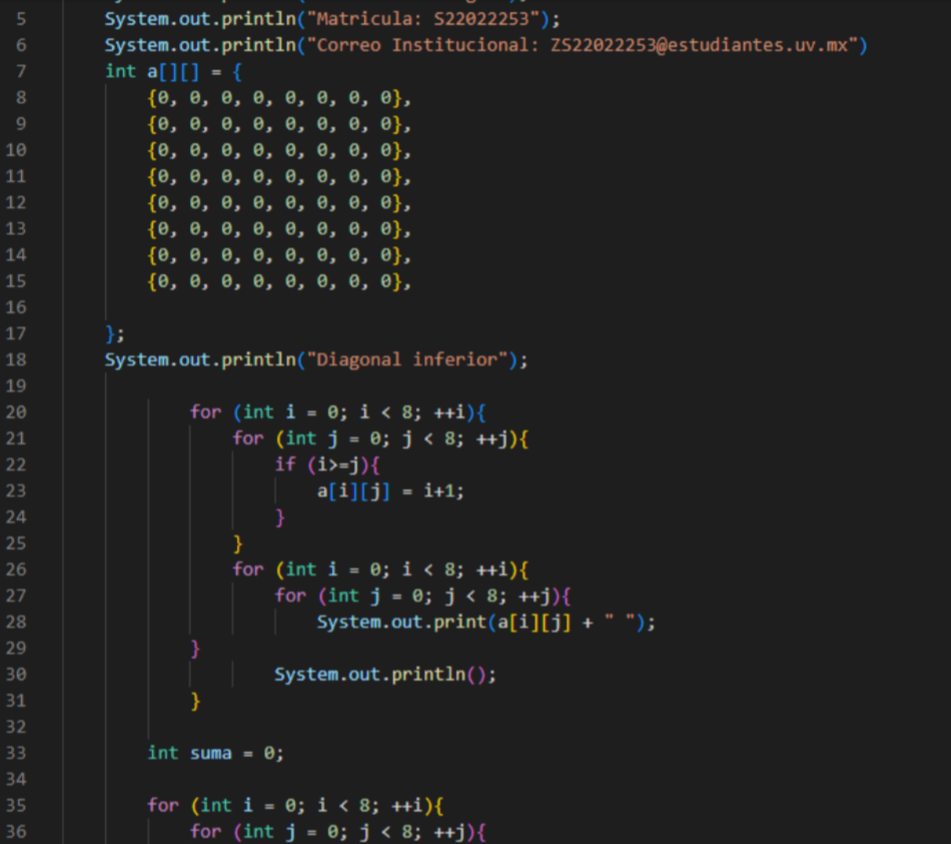 5 System.out.println("Matricula: S22022253");
6 System.out.println("Correo Institucional: ZS22022253@estudiantes.uv.mx")
7 int a[][] = {
8 {0, 0, 0, 0, 0, 0, 0, 0},
9 {0, 0, 0, 0, 0, 0, 0, 0},
10 {0, 0, 0, 0, 0, 0, 0, 0},
11 {0, 0, 0, 0, 0, 0, 0, 0},
12 {0, 0, 0, 0, 0, 0, 0, 0},
13 {0, 0, 0, 0, 0, 0, 0, 0},
14 {0, 0, 0, 0, 0, 0, 0, 0},
15 {0, 0, 0, 0, 0, 0, 0, 0},
16
17 };
18 System.out.println("Diagonal inferior");
19
20 for (int i = 0; i < 8; ++i){
21 for (int j = 0; j < 8; ++j){
22 if (i>=j){
23 a[i][j] = i+1;
24 }
25 }
26 for (int i = 0; i < 8; ++i){
27 for (int j = 0; j < 8; ++j){
28 System.out.print(a[i][j] + " ");
29 }
30 System.out.println();
31 }
32
33 int suma = 0;
34
35 for (int i = 0; i < 8; ++i){
36 for (int j = 0; j < 8; ++j){